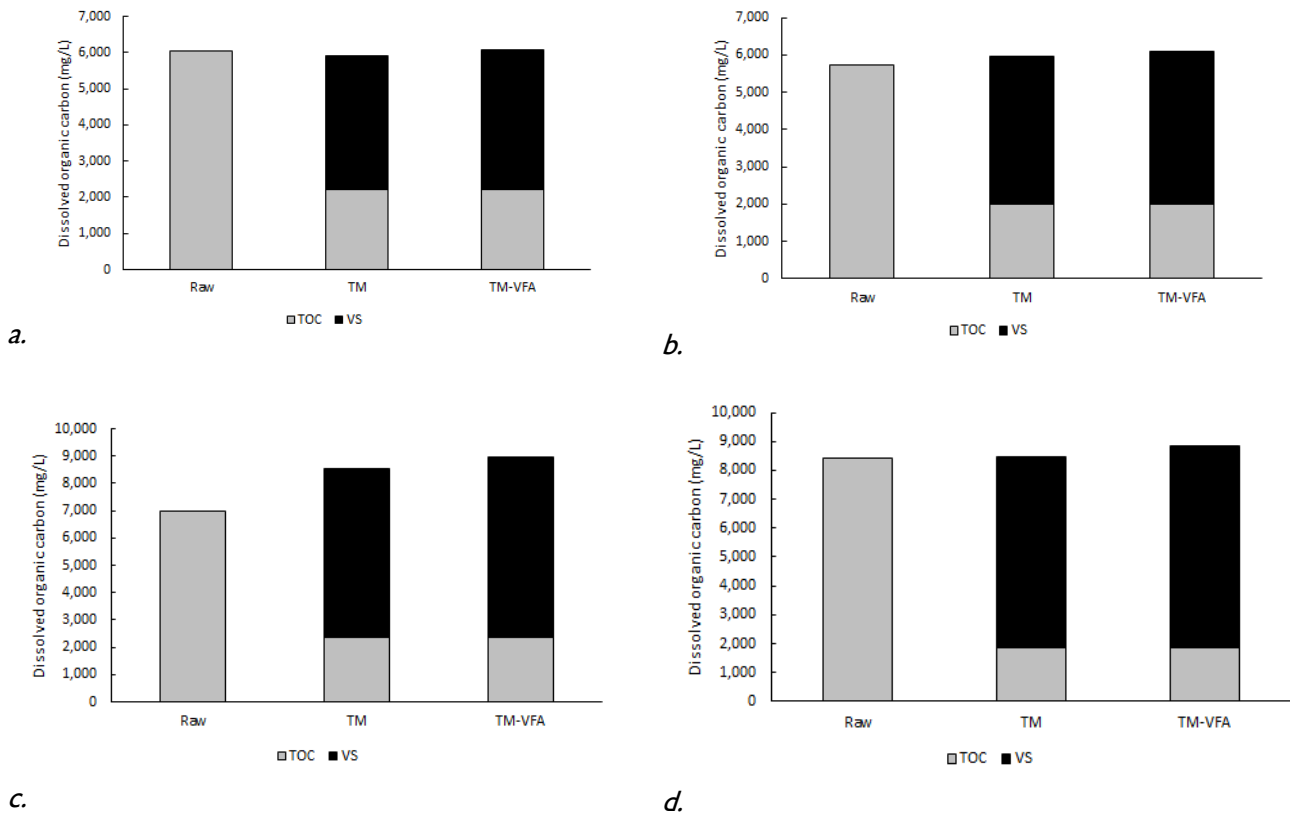 Dissolved organic carbon (mg/L)
7,000
6,000
5,000
4,000
3,000
2,000
1,000
0
Raw TM TM-VFA
TOC VS
a.
Dissolved organic carbon (mg/L)
7,000
6,000
5,000
4,000
3,000
2,000
1,000
0
Raw TM TM-VFA
TOC VS
b.
Dissolved organic carbon (mg/L)
10,000
9,000
8,000
7,000
6,000
5,000
4,000
3,000
2,000
1,000
0
Raw TM TM-VFA
TOC VS
c.
Dissolved organic carbon (mg/L)
10,000
9,000
8,000
7,000
6,000
5,000
4,000
3,000
2,000
1,000
0
Raw TM TM-VFA
TOC VS
d.